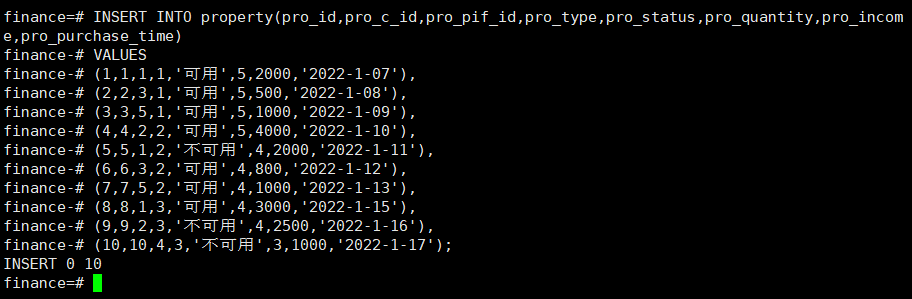 finance=# INSERT INTO property(pro_id,pro_c_id,pro_pif_id,pro_type,pro_status,pro_quantity,pro_incom
e,pro_purchase_time)
finance-# VALUES
finance-# (1,1,1,1,'可用',5,2000,'2022-1-07'),
finance-# (2,2,3,1,'可用',5,500,'2022-1-08'),
finance-# (3,3,5,1,'可用',5,1000,'2022-1-09'),
finance-# (4,4,2,2,'可用',5,4000,'2022-1-10'),
finance-# (5,5,1,2,'不可用',4,2000,'2022-1-11'),
finance-# (6,6,3,2,'可用',4,800,'2022-1-12'),
finance-# (7,7,5,2,'可用',4,1000,'2022-1-13'),
finance-# (8,8,1,3,'可用',4,3000,'2022-1-15'),
finance-# (9,9,2,3,'不可用',4,2500,'2022-1-16'),
finance-# (10,10,4,3,'不可用',3,1000,'2022-1-17');
INSERT 0 10
finance=#